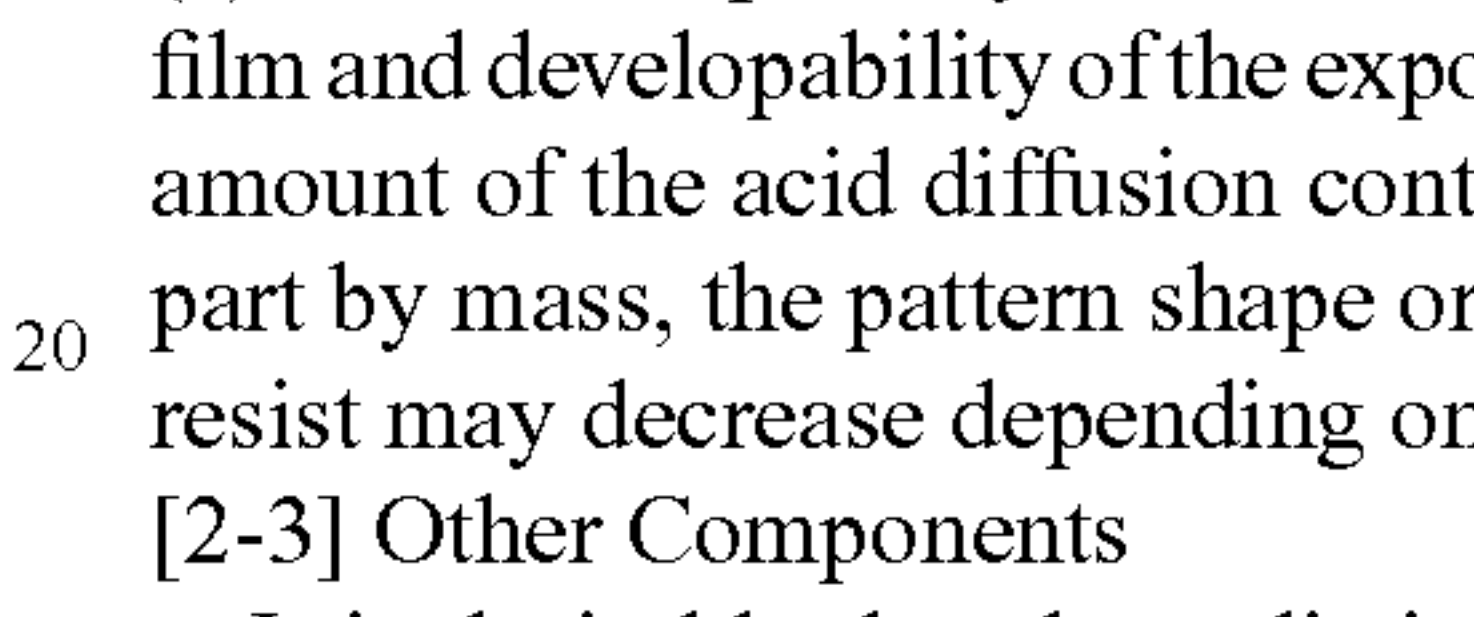 film and developability of the expo
amount of the acid diffusion cont
part by mass, the pattern shape or
20
resist may decrease depending on
[2-3] Other Components